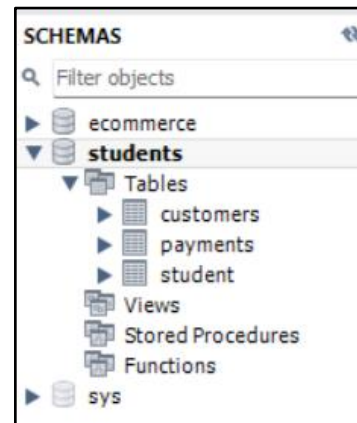 SCHEMAS
Filter objects
ecommerce
students
Tables
customers
payments
student
Views
Stored Procedures
Functions
sys